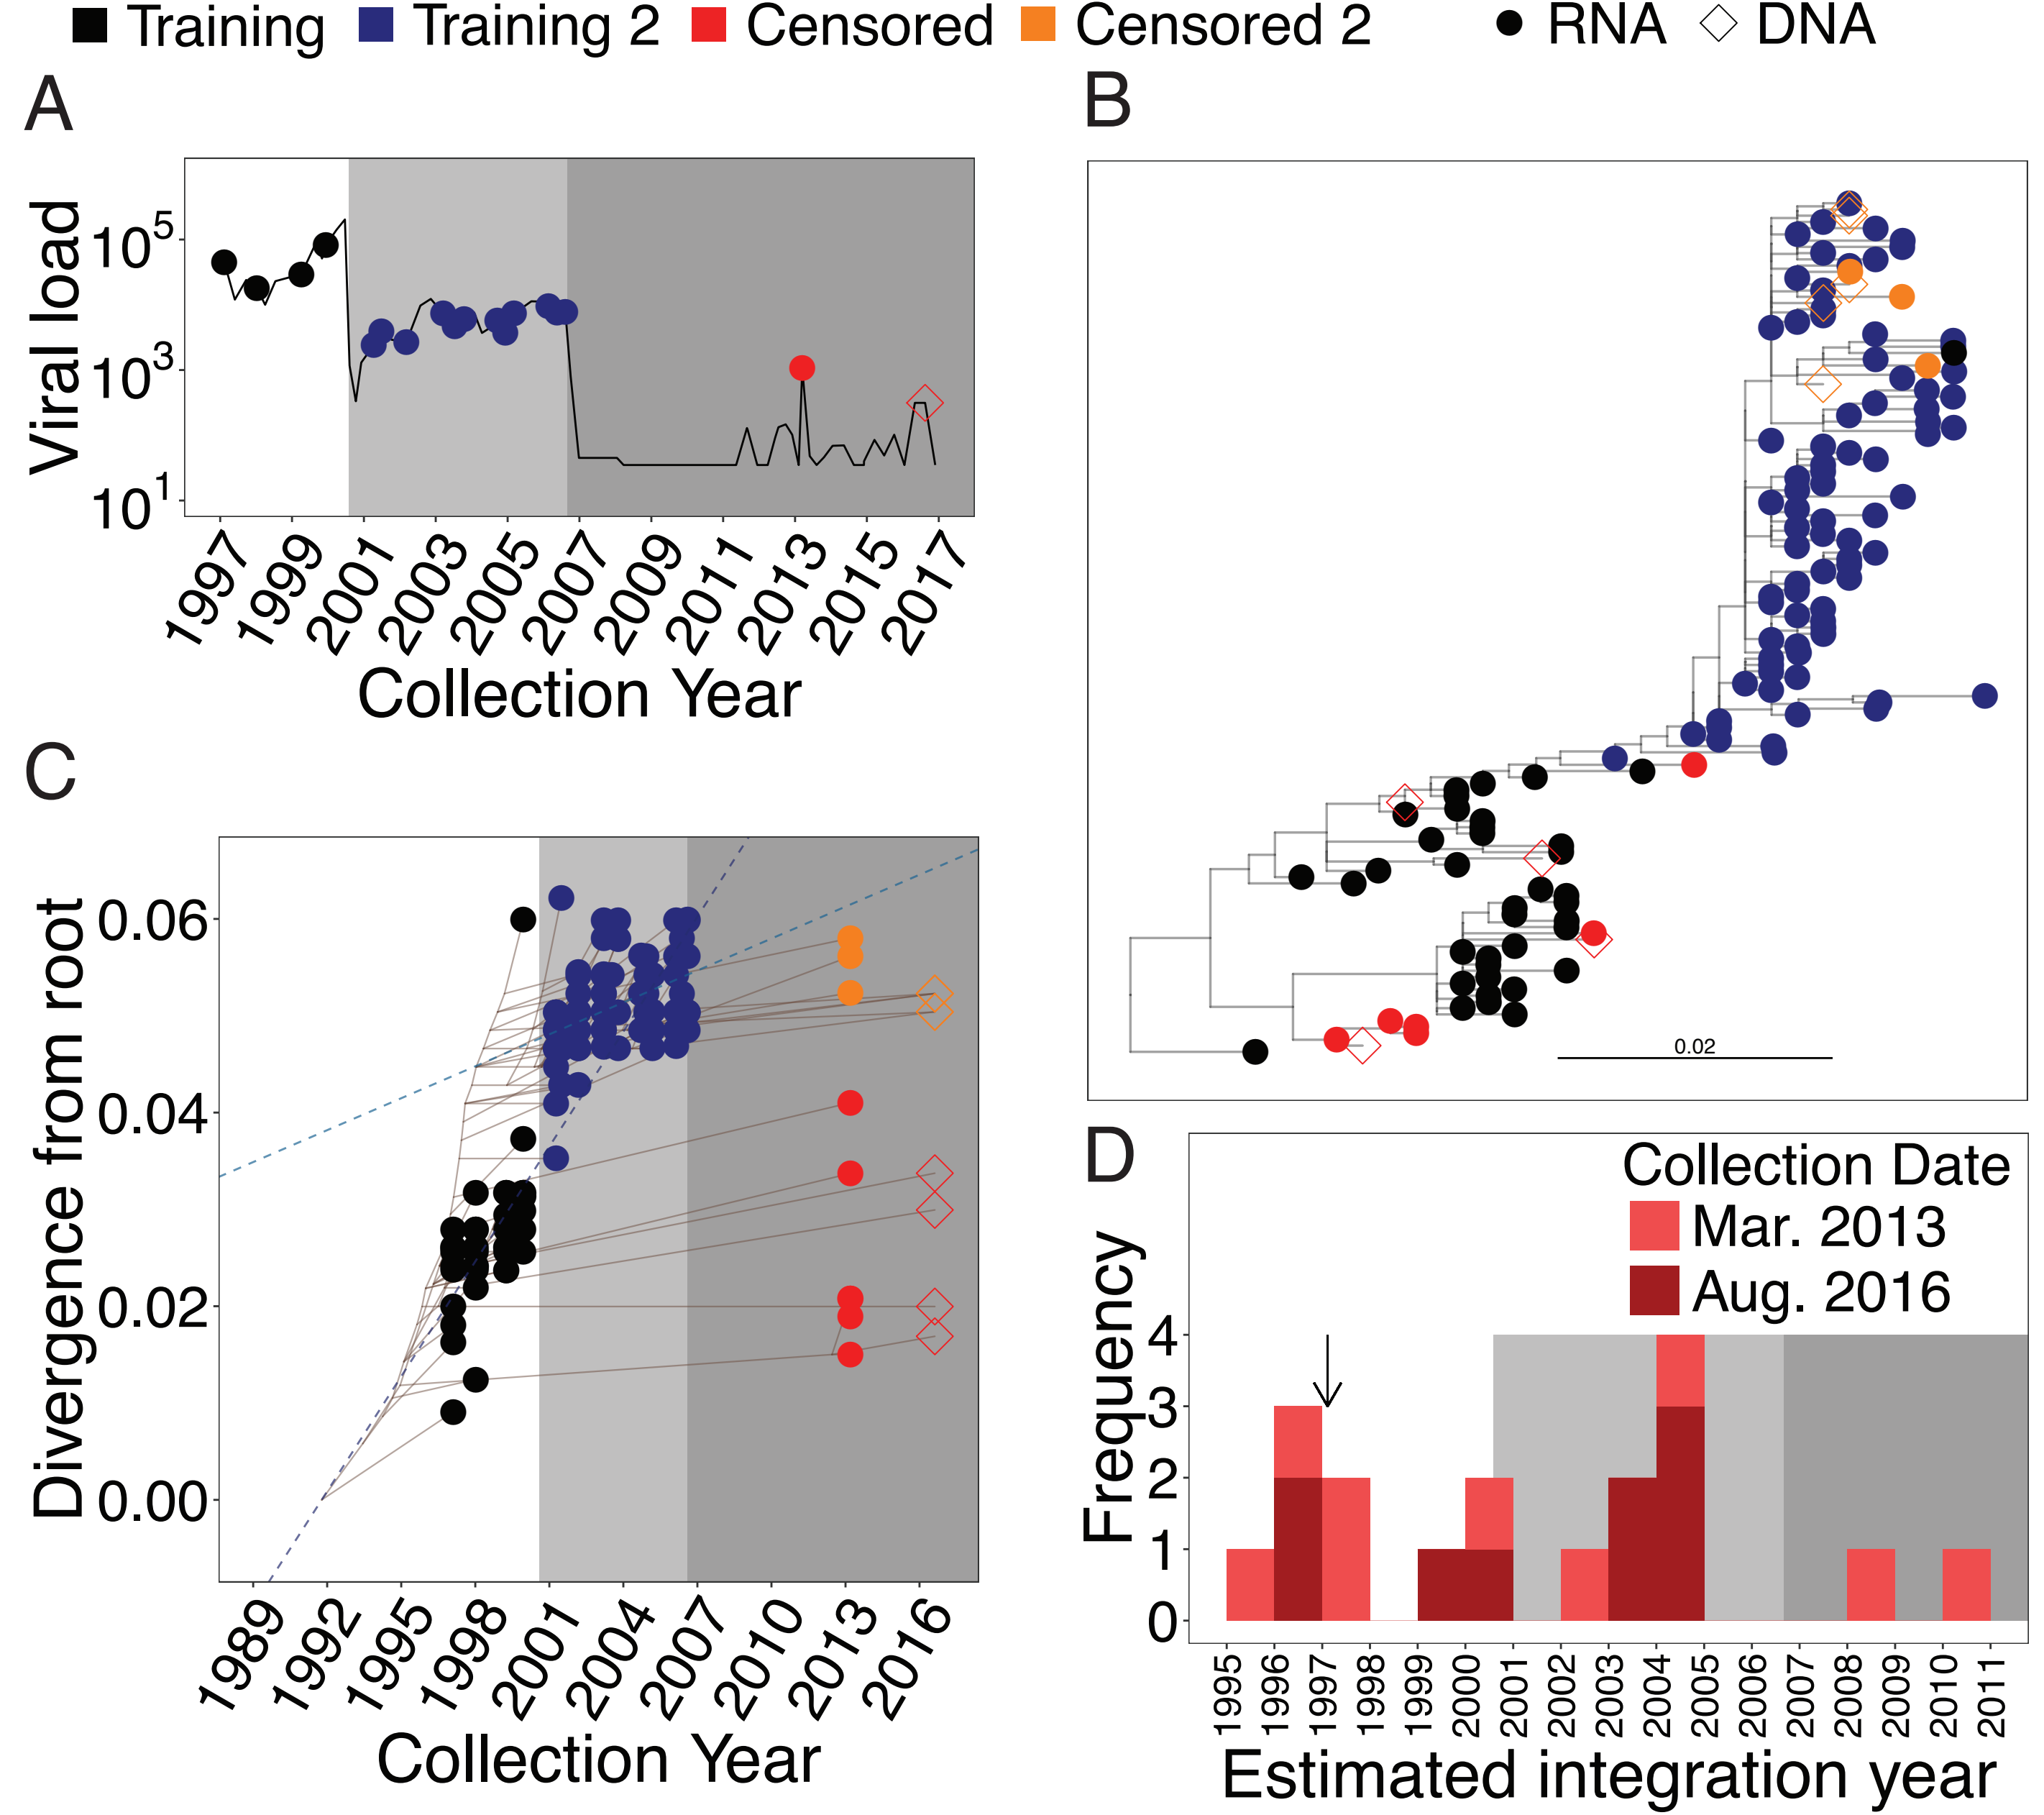 Training Training 2 Censored Censored 2 RNA DNA
A
Viral load
10^5
10^3
10^1
1997 1999 2001 2003 2005 2007 2009 2011 2013 2015 2017
Collection Year
B
0.02
C
Divergence from root
0.06
0.04
0.02
0.00
1989 1992 1995 1998 2001 2004 2007 2010 2013 2016
Collection Year
D
Collection Date
Mar. 2013
Aug. 2016
Frequency
4
3
2
1
0
1995 1996 1997 1998 1999 2000 2001 2002 2003 2004 2005 2006 2007 2008 2009 2010 2011
Estimated integration year